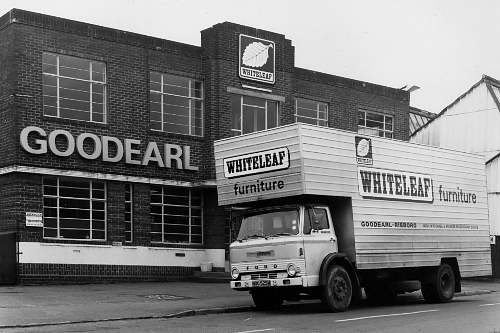 WHITELEAF
GOODEARL
WHITELEAF
furniture
WHITELEAF furniture
GOODEARL-RISBORO
FORD